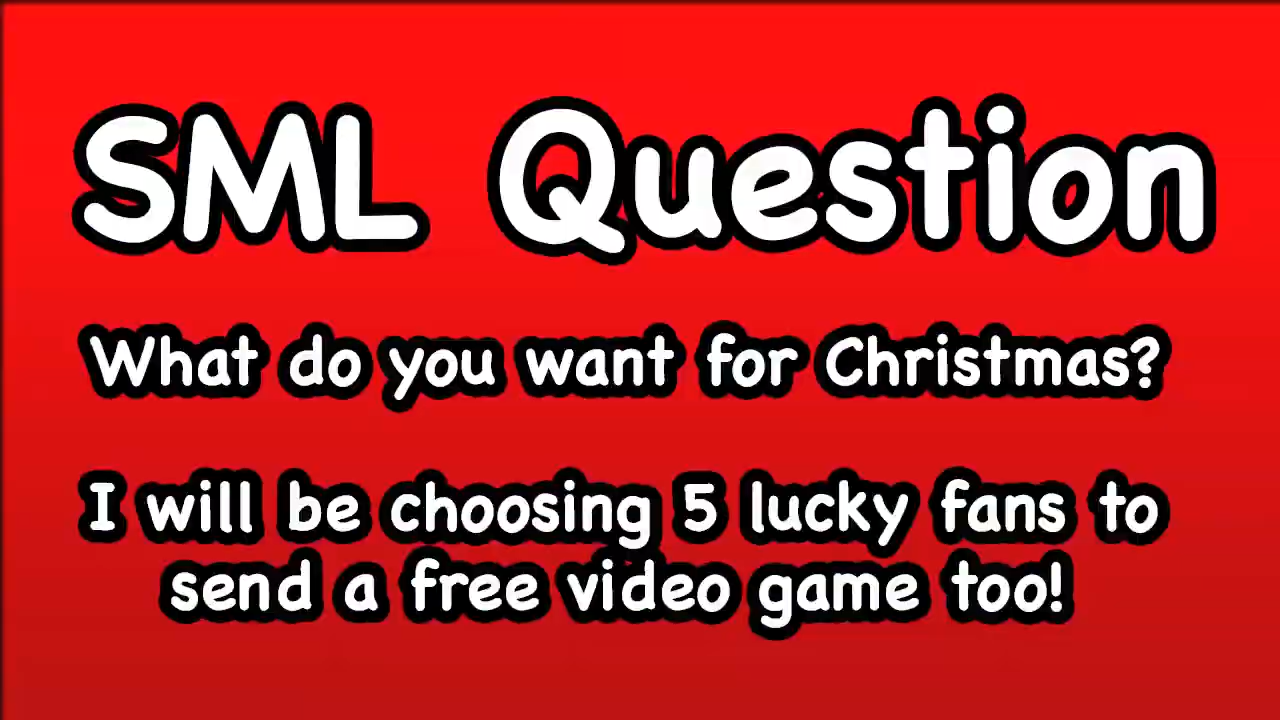 SML Question
What do you want for Christmas?
I will be choosing 5 lucky fans to
send a free video game too!